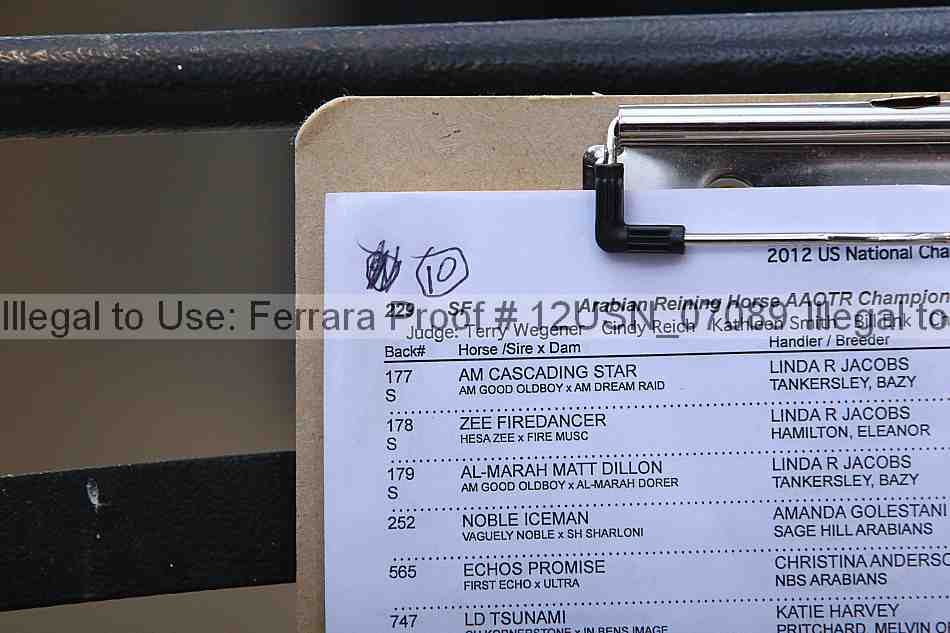 10
2012 US National Cha
229 SF Arabian Reining Horse AAOTR Champion
Illegal to Use: Ferrara Proof # 12USN_07089 Illegal to
Judge: Terry Wegener Cindy Reich Kathleen Smith
Back# Horse /Sire x Dam Handler / Breeder
177 AM CASCADING STAR LINDA R JACOBS
S AM GOOD OLDBOY x AM DREAM RAID TANKERSLEY, BAZY
178 ZEE FIREDANCER LINDA R JACOBS
S HESA ZEE x FIRE MUSC HAMILTON, ELEANOR
179 AL-MARAH MATT DILLON LINDA R JACOBS
S AM GOOD OLDBOY x AL-MARAH DORER TANKERSLEY, BAZY
252 NOBLE ICEMAN AMANDA GOLESTANI
VAGUELY NOBLE x SH SHARLONI SAGE HILL ARABIANS
565 ECHOS PROMISE CHRISTINA ANDERSO
FIRST ECHO x ULTRA NBS ARABIANS
747 LD TSUNAMI KATIE HARVEY
KORNERSTONE x IN BENS IMAGE PRITCHARD, MELVIN